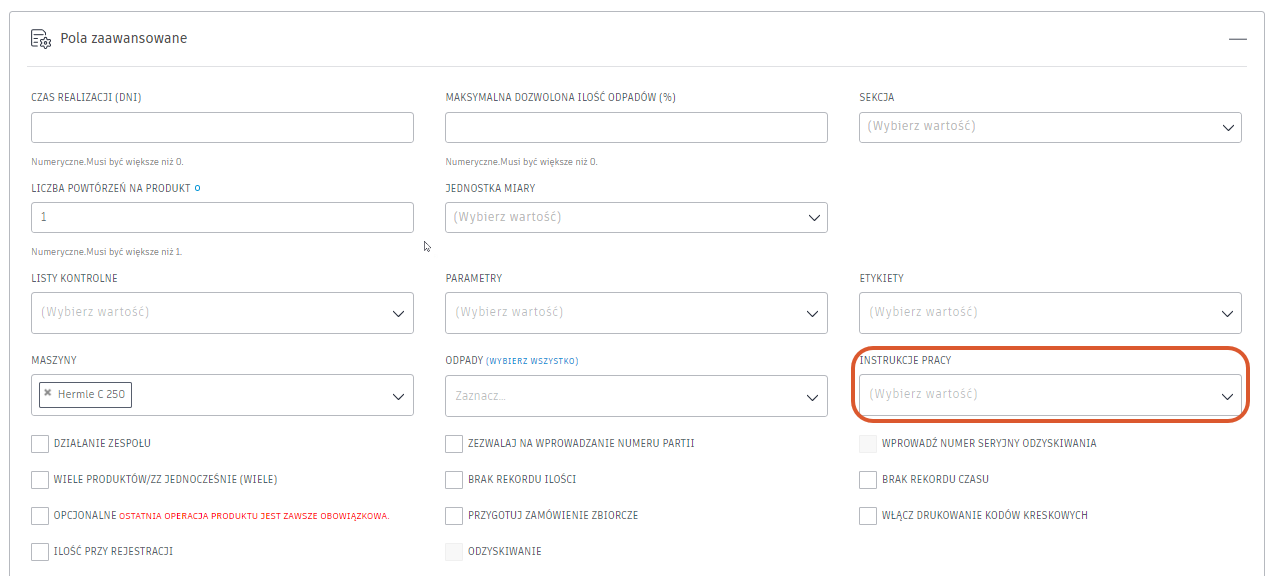 Pola zaawansowane
CZAS REALIZACJI (DNI)
MAKSYMALNA DOZWOLONA ILOŚĆ ODPADÓW (%)
SEKCJA
(Wybierz wartość)
Numeryczne.Musi być większe niż 0.
Numeryczne.Musi być większe niż 0.
LICZBA POWTÓRZEŃ NA PRODUKT
JEDNOSTKA MIARY
1
(Wybierz wartość)
Numeryczne.Musi być większe niż 1.
LISTY KONTROLNE
PARAMETRY
ETYKIETY
(Wybierz wartość)
(Wybierz wartość)
(Wybierz wartość)
MASZYNY
ODPADY (WYBIERZ WSZYSTKO)
INSTRUKCJE PRACY
× Hermle C 250
Zaznacz...
(Wybierz wartość)
DZIAŁANIE ZESPOŁU
ZEZWALAJ NA WPROWADZANIE NUMERU PARTII
WPROWADŹ NUMER SERYJNY ODZYSKIWANIA
WIELE PRODUKTÓW/ZZ JEDNOCZEŚNIE (WIELE)
BRAK REKORDU ILOŚCI
BRAK REKORDU CZASU
OPCJONALNE OSTATNIA OPERACJA PRODUKTU JEST ZAWSZE OBOWIĄZKOWA.
PRZYGOTUJ ZAMÓWIENIE ZBIORCZE
WŁĄCZ DRUKOWANIE KODÓW KRESKOWYCH
ILOŚĆ PRZY REJESTRACJI
ODZYSKIWANIE